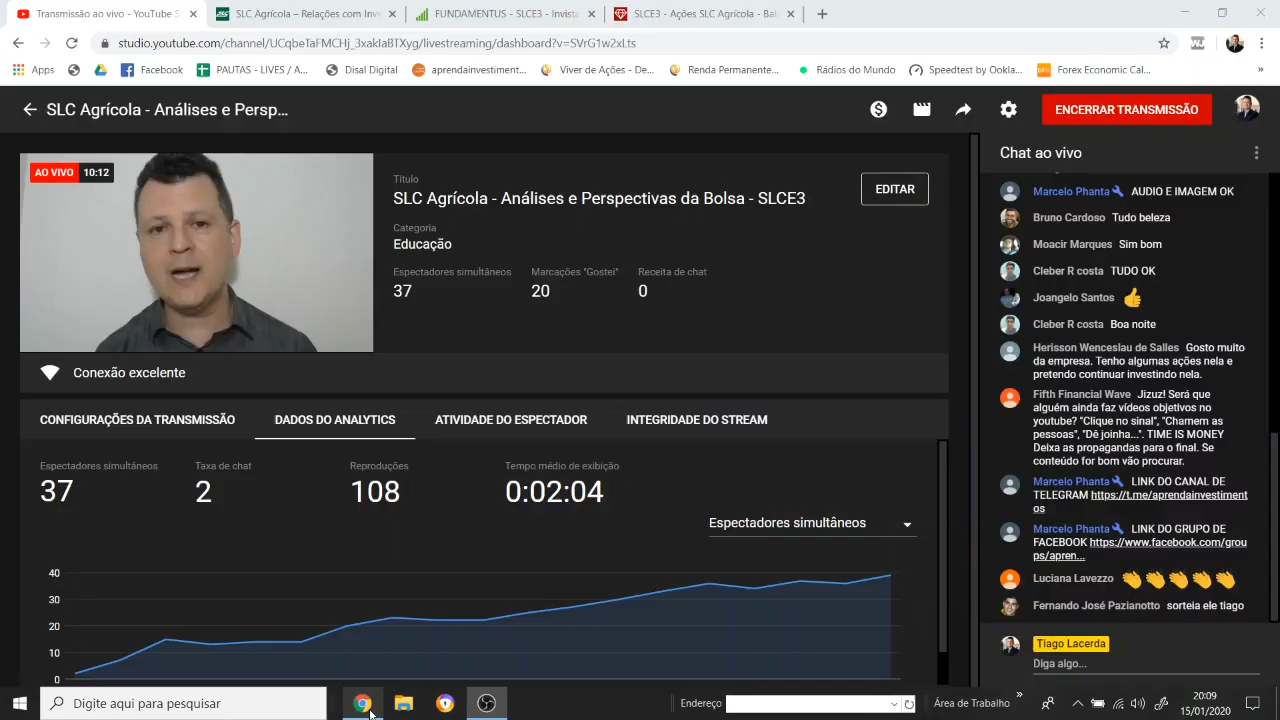 Transmissão ao vivo - YouTube S
SLC Agrícola – Relações com Inve
FUNDAMENTUS - SLCE3 - Invista
SLCE3 - Ações SLC Agrícola - Bal
studio.youtube.com/channel/UCqbeTaFMCHj_3xakIaBTXyg/livestreaming/dashboard?v=SVrG1w2xLts
Apps
Facebook
PAUTAS - LIVES / A...
Disal Digital
aprendainvestiment...
Viver de Ações - De...
Renda Permanente...
Rádios do Mundo
Speedtest by Ookla...
Forex Economic Cal...
»
SLC Agrícola - Análises e Persp...
ENCERRAR TRANSMISSÃO
AO VIVO 10:12
Título
SLC Agrícola - Análises e Perspectivas da Bolsa - SLCE3
EDITAR
Categoria
Educação
Espectadores simultâneos
Marcações "Gostei"
Receita de chat
37
20
0
Conexão excelente
CONFIGURAÇÕES DA TRANSMISSÃO
DADOS DO ANALYTICS
ATIVIDADE DO ESPECTADOR
INTEGRIDADE DO STREAM
Espectadores simultâneos
Taxa de chat
Reproduções
Tempo médio de exibição
37
2
108
0:02:04
Espectadores simultâneos
40
30
20
10
0
Chat ao vivo
Marcelo Phanta AUDIO E IMAGEM OK
Bruno Cardoso Tudo beleza
Moacir Marques Sim bom
Cleber R costa TUDO OK
Joangelo Santos 👍
Cleber R costa Boa noite
Herisson Wenceslau de Salles Gosto muito
da empresa. Tenho algumas ações nela e
pretendo continuar investindo nela.
Fifth Financial Wave Jizuz! Será que
alguém ainda faz vídeos objetivos no
youtube? "Clique no sinal", "Chamem as
pessoas", "Dê joinha...". TIME IS MONEY
Deixa as propagandas para o final. Se
conteúdo for bom vão procurar.
Marcelo Phanta LINK DO CANAL DE
TELEGRAM https://t.me/aprendainvestiment
os
Marcelo Phanta LINK DO GRUPO DE
FACEBOOK https://www.facebook.com/grou
ps/apren...
Luciana Lavezzo 👏👏👏👏👏
Fernando José Pazianotto sorteia ele tiago
Tiago Lacerda
Diga algo...
Digite aqui para pesquisar
Endereço
Área de Trabalho
»
20:09
15/01/2020